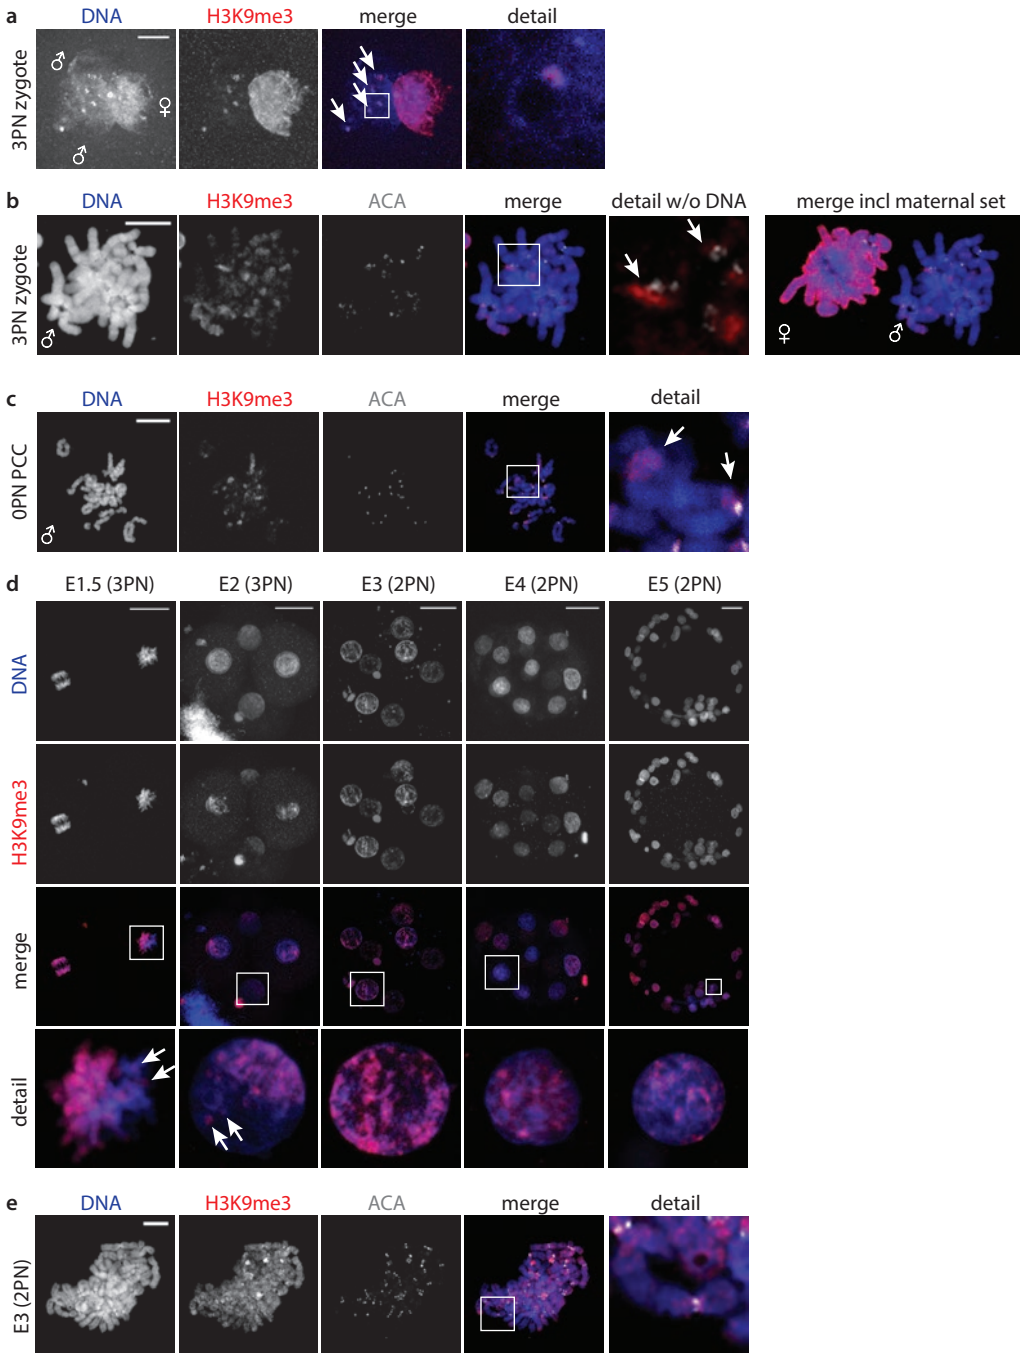 a
DNA H3K9me3 merge detail
3PN zygote
♂
♀
♂
b
DNA H3K9me3 ACA merge detail w/o DNA merge incl maternal set
3PN zygote
♂
♀ ♂
c
DNA H3K9me3 ACA merge detail
0PN PCC
♂
d
E1.5 (3PN) E2 (3PN) E3 (2PN) E4 (2PN) E5 (2PN)
DNA
H3K9me3
merge
detail
e
DNA H3K9me3 ACA merge detail
E3 (2PN)